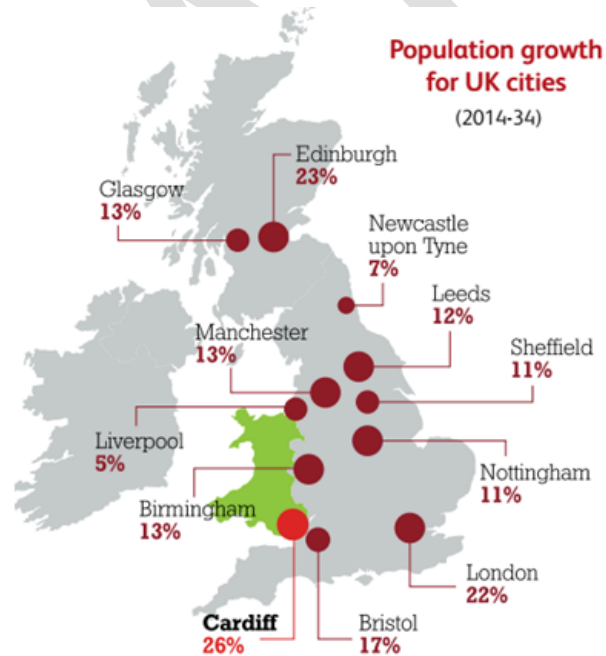 Population growth
for UK cities
(2014-34)
Edinburgh
23%
Glasgow
13%
Newcastle
upon Tyne
7%
Leeds
12%
Manchester
13%
Sheffield
11%
Liverpool
5%
Nottingham
11%
Birmingham
13%
London
22%
Cardiff
26%
Bristol
17%